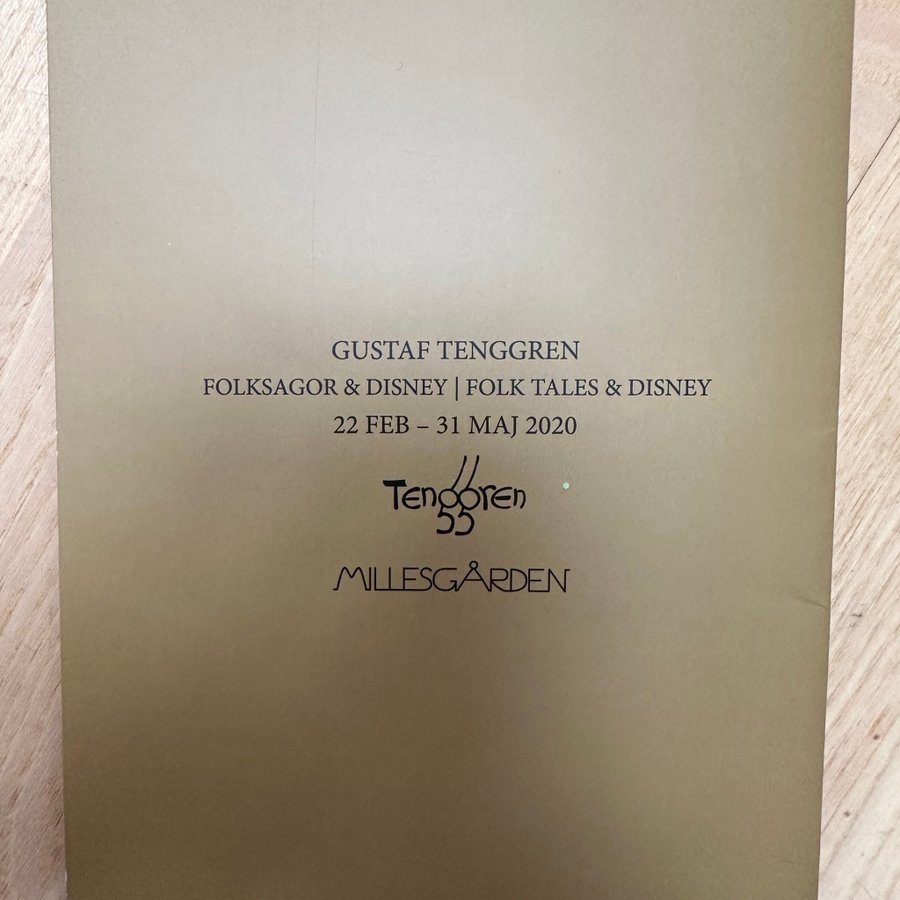 GUSTAF TENGGREN
FOLKSAGOR & DISNEY | FOLK TALES & DISNEY
22 FEB – 31 MAJ 2020
Tenggren
MILLESGÅRDEN